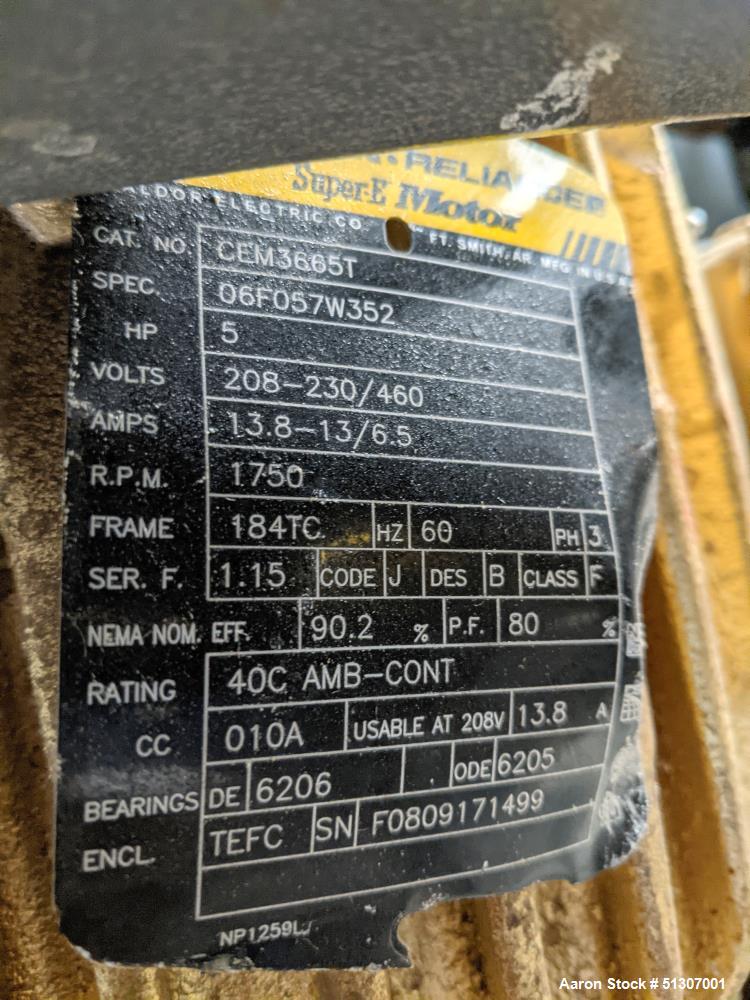 RELIANCER
Super-E Motor
ALDOR ELECTRIC CO. FT. SMITH, AR MFG IN U.S.A.
CAT. NO. CEM3665T
SPEC. 06F057W352
HP 5
VOLTS 208-230/460
AMPS 13.8-13/6.5
R.P.M. 1750
FRAME 184TC HZ 60 PH 3
SER. F. 1.15 CODE J DES B CLASS F
NEMA NOM. EFF. 90.2 % P.F. 80 %
RATING 40C AMB-CONT
CC 010A USABLE AT 208V 13.8 A
BEARINGS DE 6206 ODE 6205
ENCL. TEFC SN F0809171499
NP1259L
Aaron Stock # 51307001